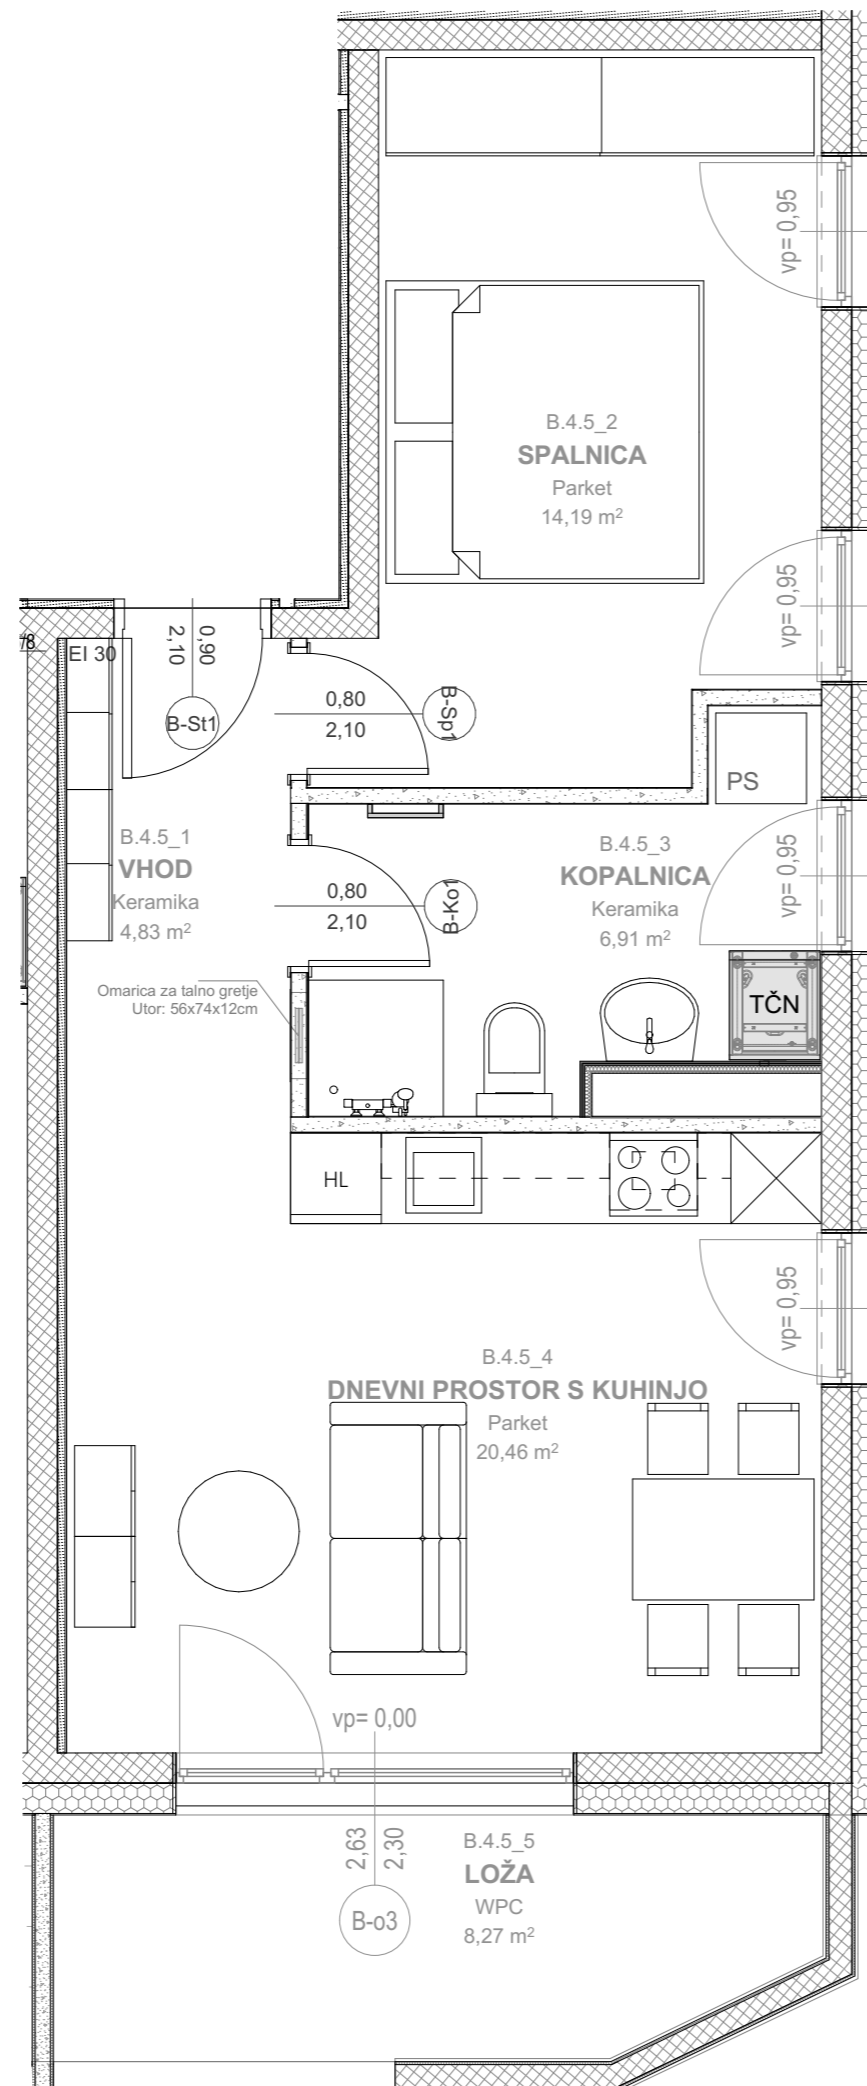 vp= 0,95
B.4.5_2
SPALNICA
Parket
14,19 m²
vp= 0,95
/8
EI 30
0,90
2,10
B-St1
0,80
2,10
B-Sp1
PS
B.4.5_1
VHOD
Keramika
4,83 m²
0,80
2,10
B-Ko1
B.4.5_3
KOPALNICA
Keramika
6,91 m²
vp= 0,95
Omarica za talno gretje
Utor: 56x74x12cm
TČN
HL
vp= 0,95
B.4.5_4
DNEVNI PROSTOR S KUHINJO
Parket
20,46 m²
vp= 0,00
2,63
2,30
B-o3
B.4.5_5
LOŽA
WPC
8,27 m²